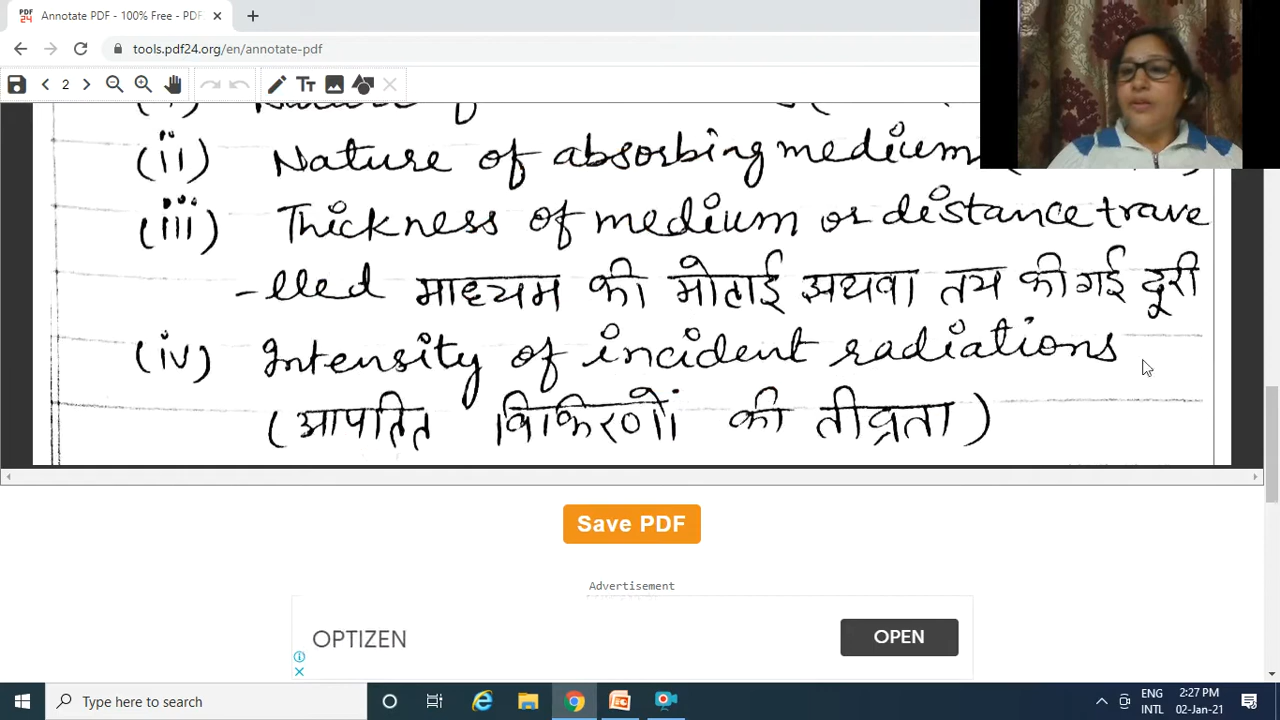 Annotate PDF - 100% Free - PDF
tools.pdf24.org/en/annotate-pdf
2
(ii) Nature of absorbing medium
(iii) Thickness of medium or distance trave
-lled माध्यम की मोटाई अथवा तय की गई दूरी
(iv) Intensity of incident radiations
(आपतित विकिरणों की तीव्रता)
Save PDF
Advertisement
OPTIZEN
OPEN
Type here to search
ENG
2:27 PM
INTL
02-Jan-21